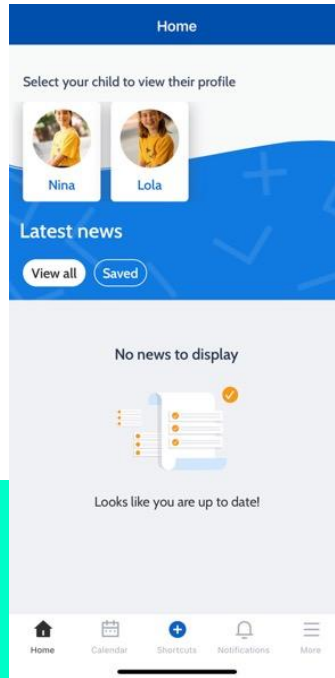 Home
Select your child to view their profile
Nina Lola
Latest news
View all Saved
No news to display
Looks like you are up to date!
Home Calendar Shortcuts Notifications More